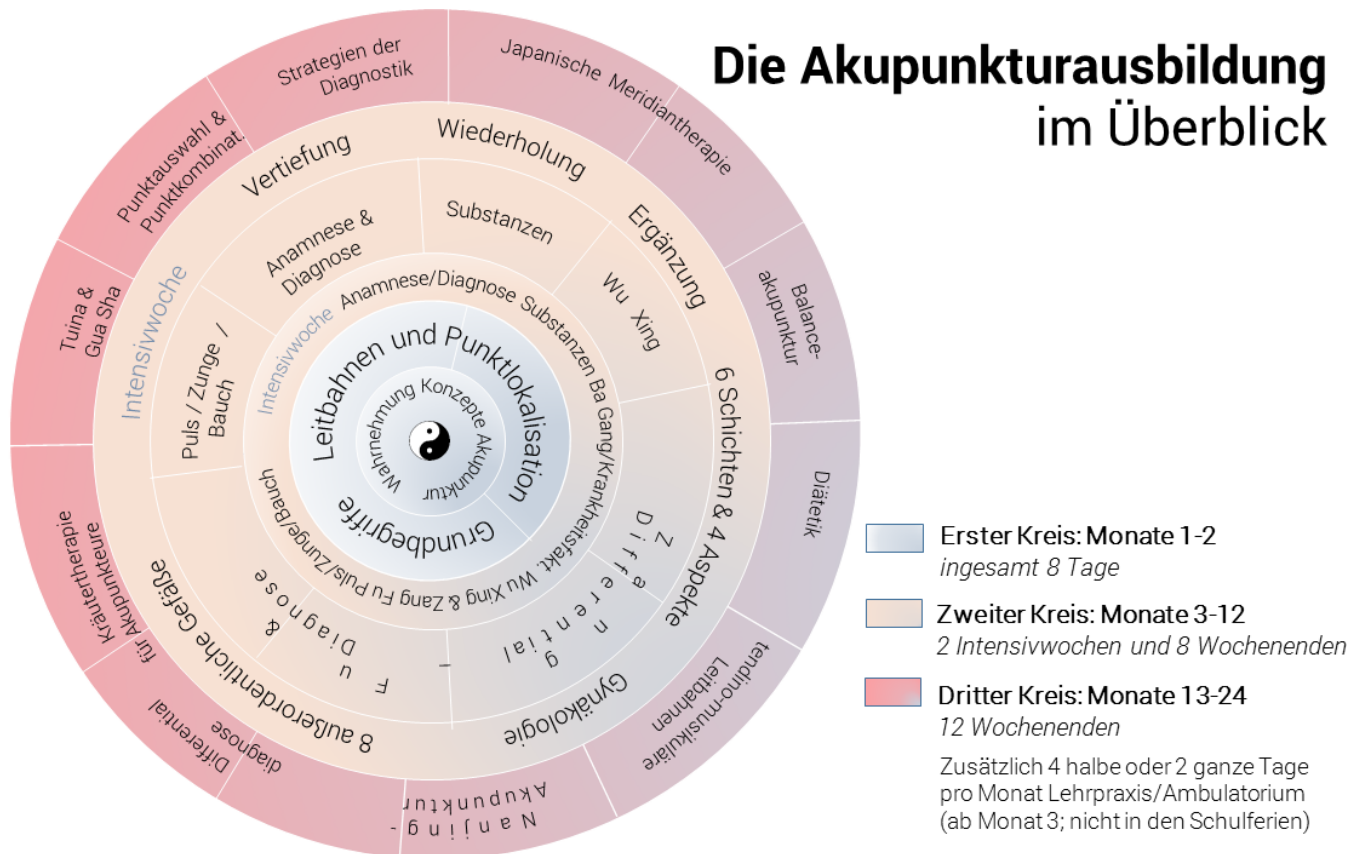 Die Akupunkturausbildung
im Überblick
Strategien der
Diagnostik
Japanische Meridiantherapie
Balance-
akupunktur
Diätetik
tendino-musikuläre
Leitbahnen
Nanjing-
Akupunktur
Differential
diagnose
Kräutertherapie
für Akupunkteure
Tuina &
Gua Sha
Punktauswahl &
Punktkombinat.
Intensivwoche
Vertiefung
Wiederholung
Ergänzung
6 Schichten & 4 Aspekte
Gynäkologie
8 außerordentliche Gefäße
Puls / Zunge /
Bauch
Anamnese &
Diagnose
Substanzen
Wu Xing
Zang - Fu &
Differential Diagnose
Intensivwoche
Anamnese/Diagnose
Substanzen
Ba Gang/Krankheitsfakt.
Wu Xing & Zang Fu
Puls/Zunge/Bauch
Leitbahnen und Punktlokalisation
Grundbegriffe
Wahrnehmung Konzepte Akupunktur
Erster Kreis: Monate 1-2
ingesamt 8 Tage
Zweiter Kreis: Monate 3-12
2 Intensivwochen und 8 Wochenenden
Dritter Kreis: Monate 13-24
12 Wochenenden
Zusätzlich 4 halbe oder 2 ganze Tage
pro Monat Lehrpraxis/Ambulatorium
(ab Monat 3; nicht in den Schulferien)